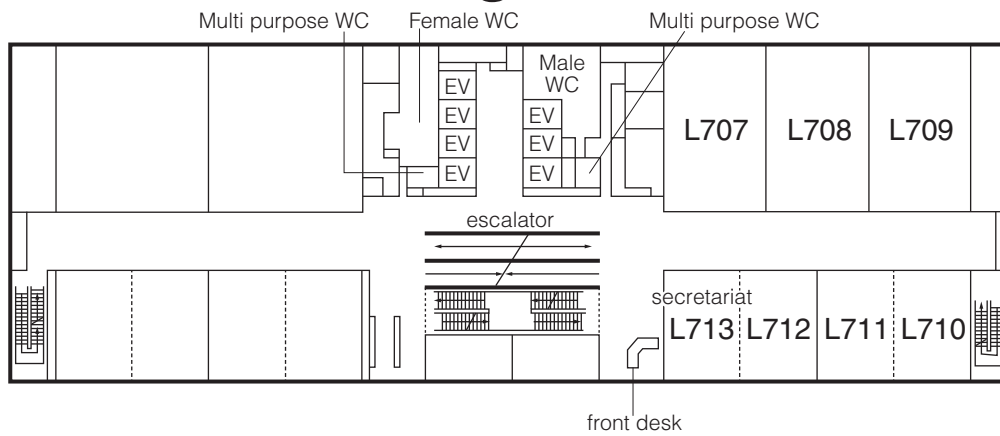 Multi purpose WC
Female WC
Multi purpose WC
Male
WC
EV
EV
EV
EV
EV
EV
EV
L707
L708
L709
escalator
secretariat
L713
L712
L711
L710
front desk